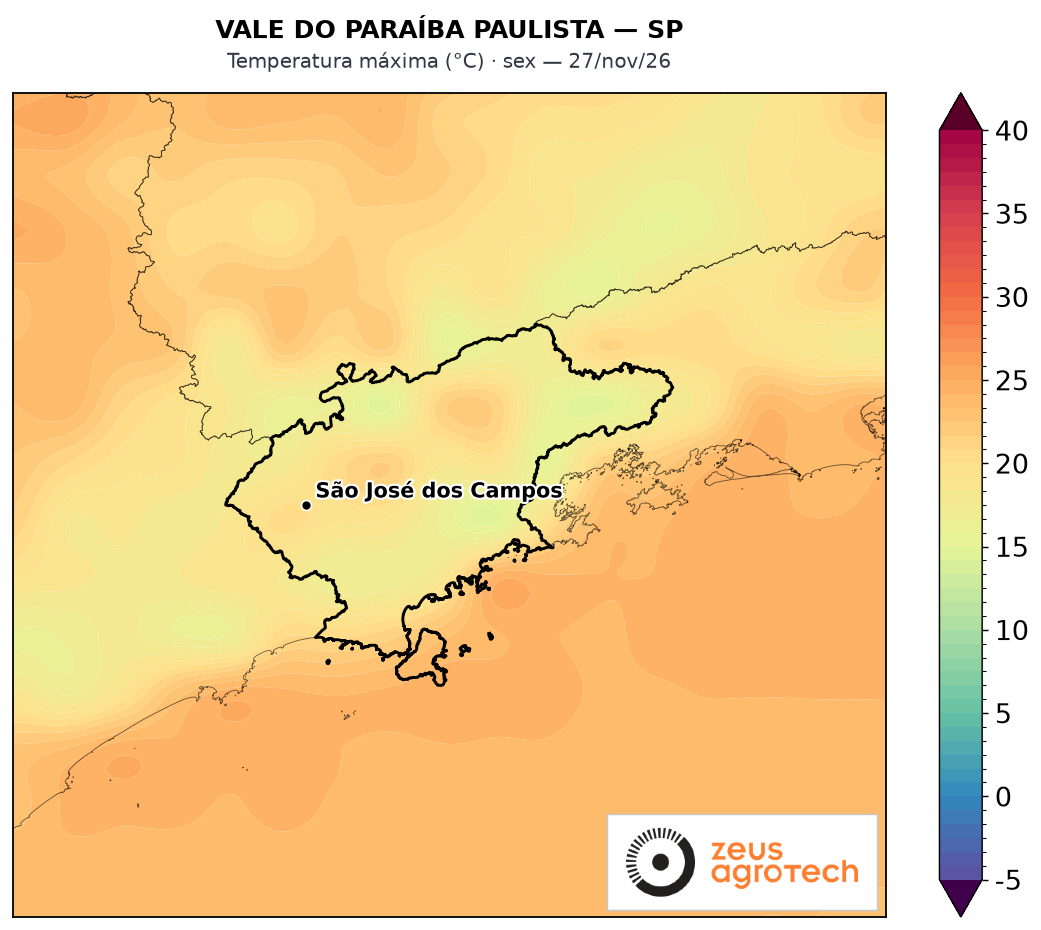 VALE DO PARAÍBA PAULISTA — SP
Temperatura máxima (°C) · sex — 27/nov/26
40
35
30
25
20
15
10
5
0
-5
São José dos Campos
zeus
agrotech